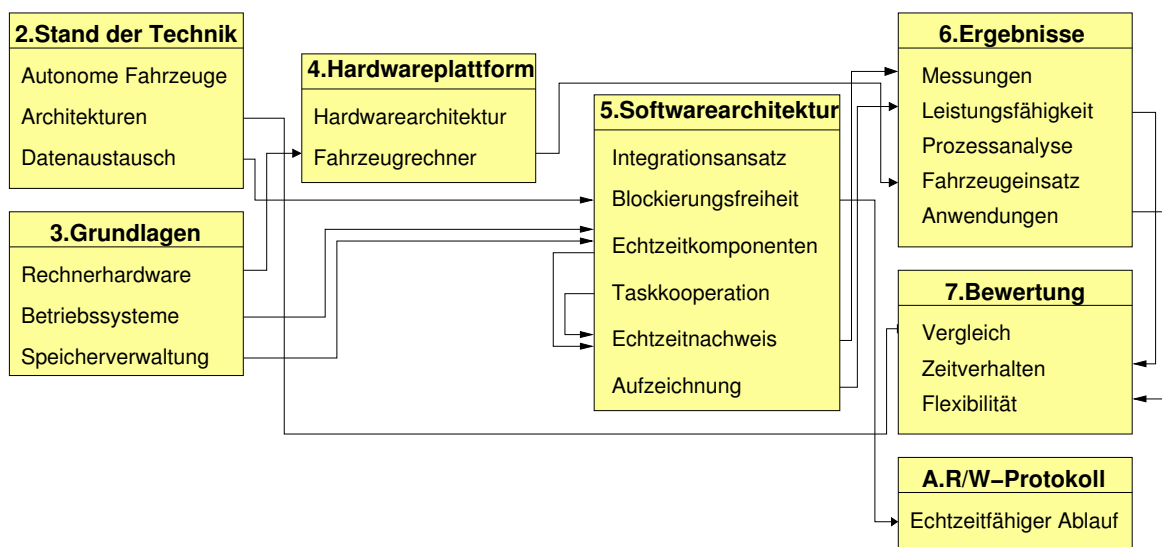 2.Stand der Technik
Autonome Fahrzeuge
Architekturen
Datenaustausch
3.Grundlagen
Rechnerhardware
Betriebssysteme
Speicherverwaltung
4.Hardwareplattform
Hardwarearchitektur
Fahrzeugrechner
5.Softwarearchitektur
Integrationsansatz
Blockierungsfreiheit
Echtzeitkomponenten
Taskkooperation
Echtzeitnachweis
Aufzeichnung
6.Ergebnisse
Messungen
Leistungsfähigkeit
Prozessanalyse
Fahrzeugeinsatz
Anwendungen
7.Bewertung
Vergleich
Zeitverhalten
Flexibilität
A.R/W−Protokoll
Echtzeitfähiger Ablauf